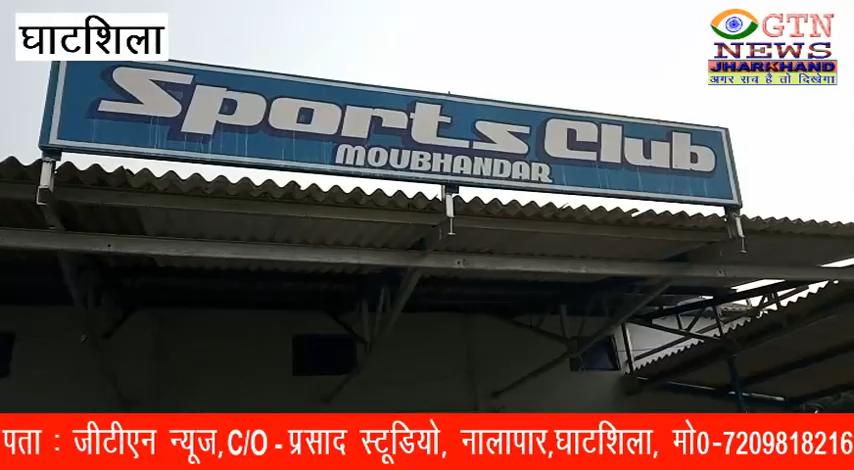 घाटशिला
GTN
NEWS
JHARKHAND
अगर सच है तो दिखेगा
Sports Club
MOUBHANDAR
पता : जीटीएन न्यूज, C/O - प्रसाद स्टूडियो, नालापार,घाटशिला, मो0-7209818216